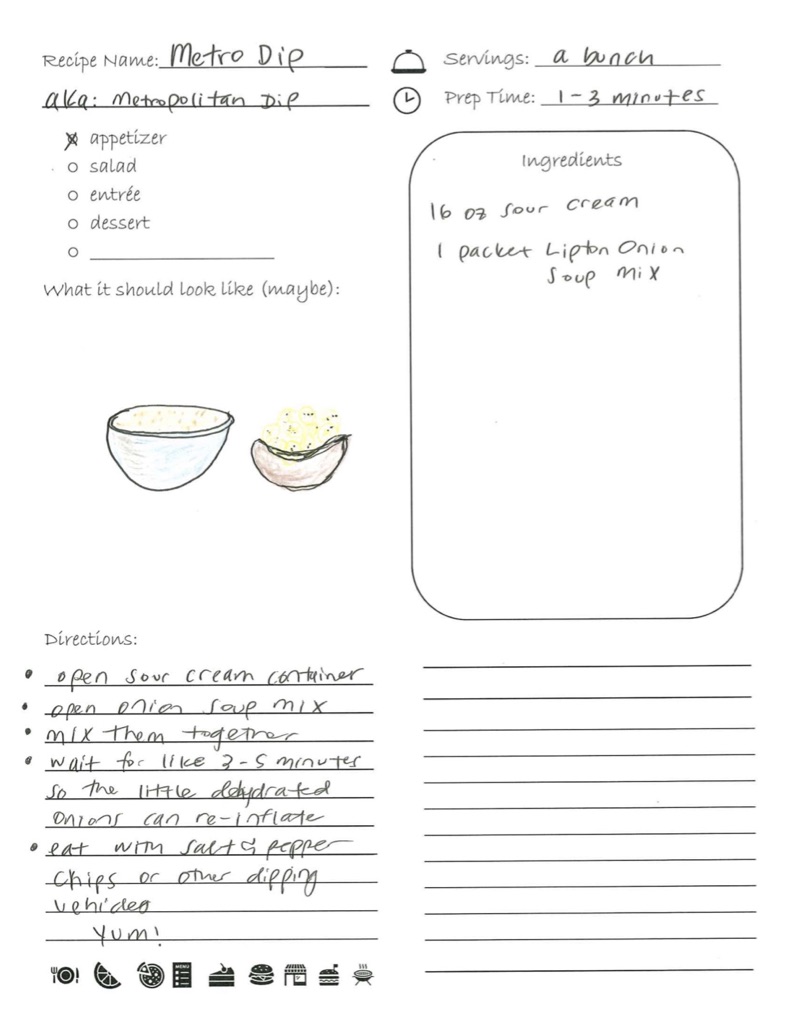 Recipe Name: Metro Dip
aka: Metropolitan Dip
appetizer
salad
entrée
dessert
What it should look like (maybe):
Servings: a bunch
Prep Time: 1-3 minutes
Ingredients
16 oz sour cream
1 packet Lipton Onion
Soup Mix
Directions:
• open sour cream container
• open onion soup mix
• mix them together
• wait for like 3-5 minutes
so the little dehydrated
onions can re-inflate
• eat with salt & pepper
chips or other dipping
vehicles
Yum!
MENU